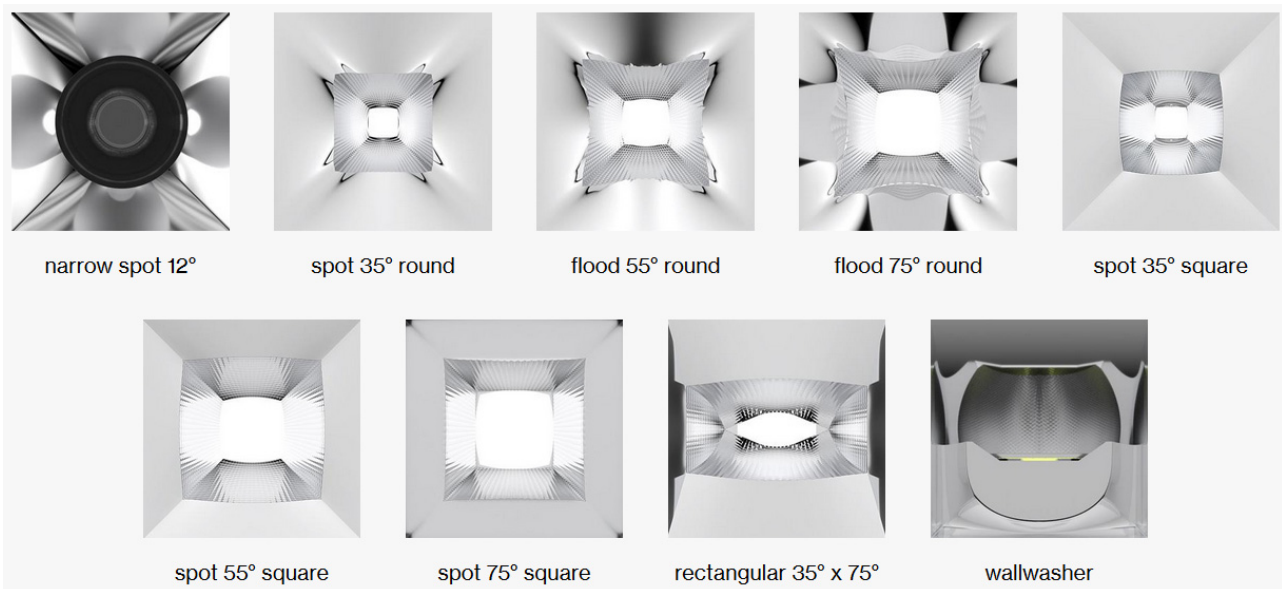 narrow spot 12°
spot 35° round
flood 55° round
flood 75° round
spot 35° square
spot 55° square
spot 75° square
rectangular 35° x 75°
wallwasher